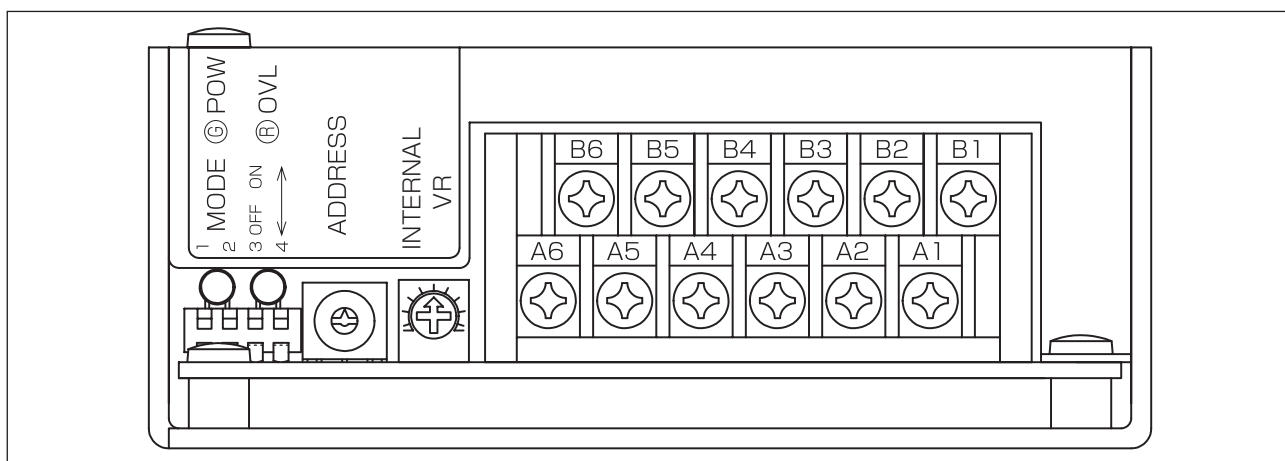 1 MODE Ⓖ POW
2
3 OFF ON Ⓡ OVL
4
ADDRESS
INTERNAL
VR
B6 B5 B4 B3 B2 B1
A6 A5 A4 A3 A2 A1